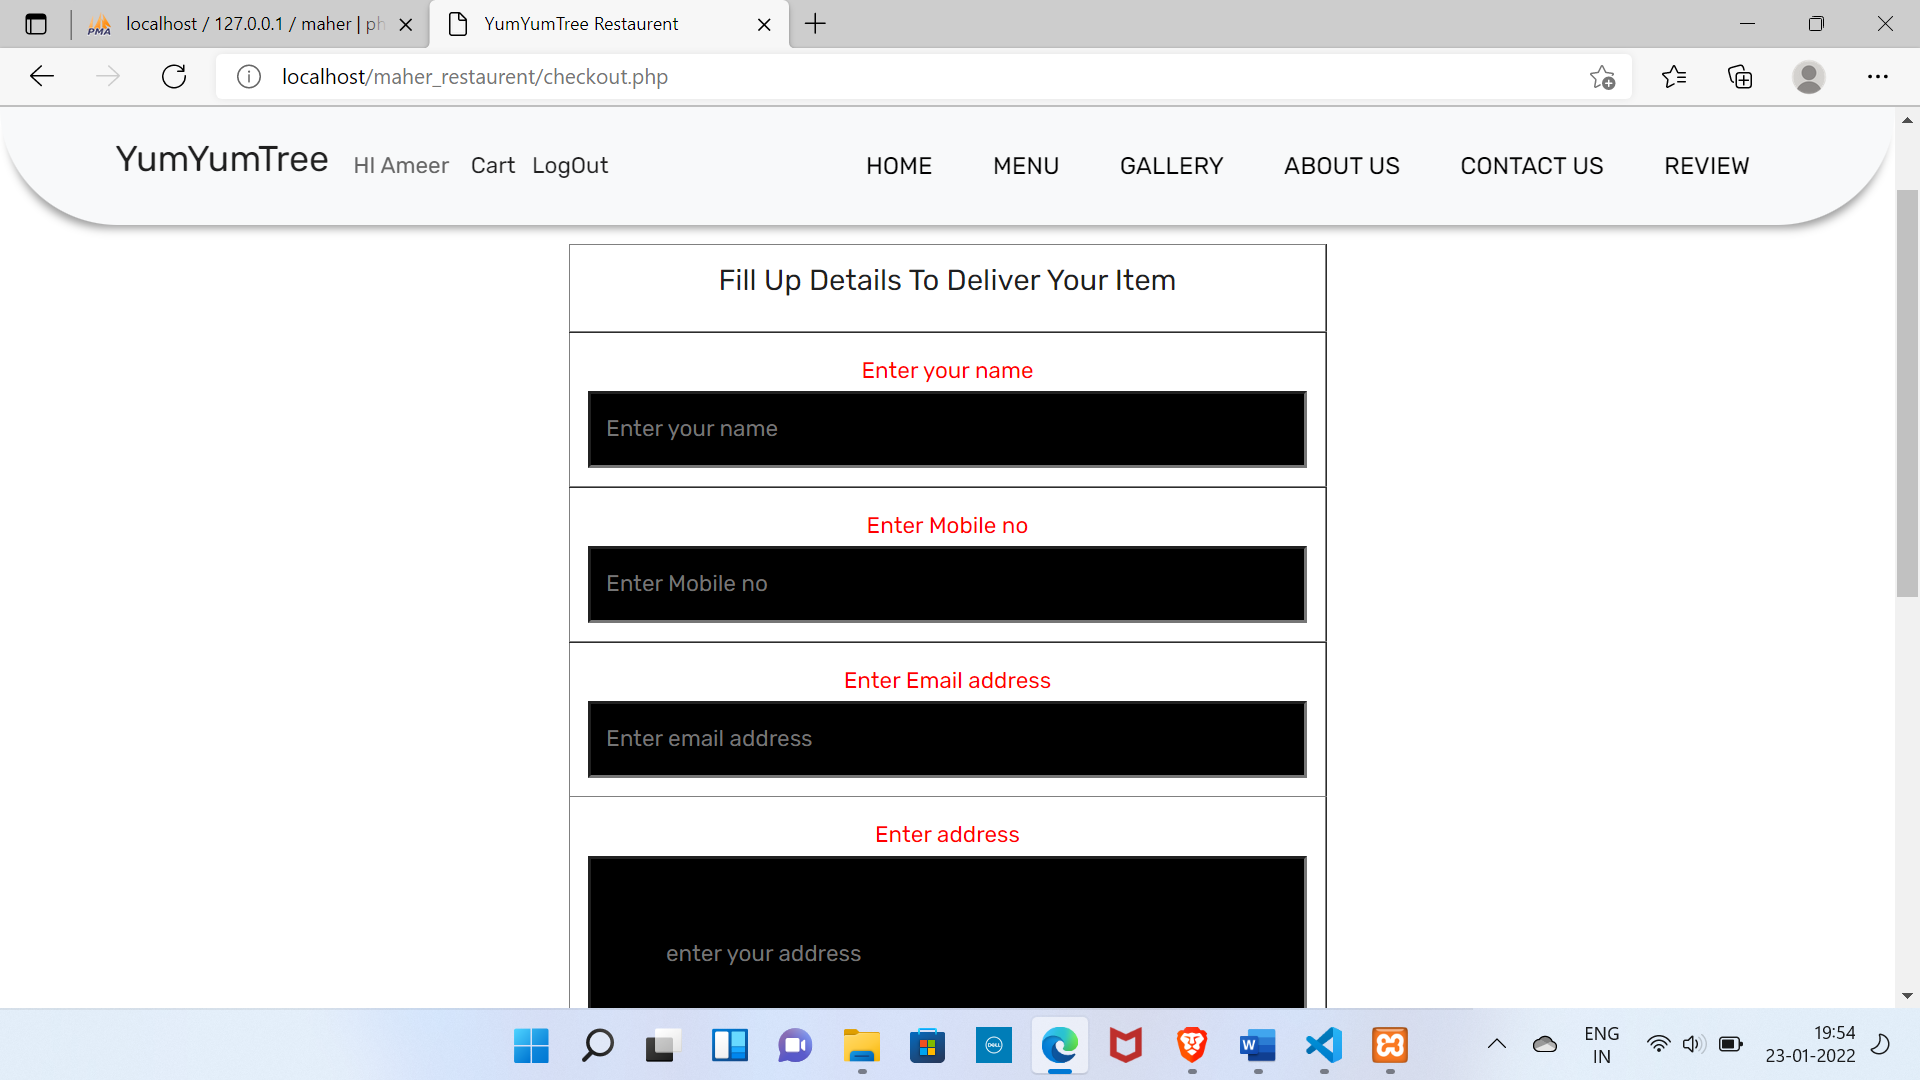 localhost / 127.0.0.1 / maher | ph
YumYumTree Restaurent
localhost/maher_restaurent/checkout.php
YumYumTree HI Ameer Cart LogOut HOME MENU GALLERY ABOUT US CONTACT US REVIEW
Fill Up Details To Deliver Your Item
Enter your name
Enter your name
Enter Mobile no
Enter Mobile no
Enter Email address
Enter email address
Enter address
enter your address
ENG
IN
19:54
23-01-2022